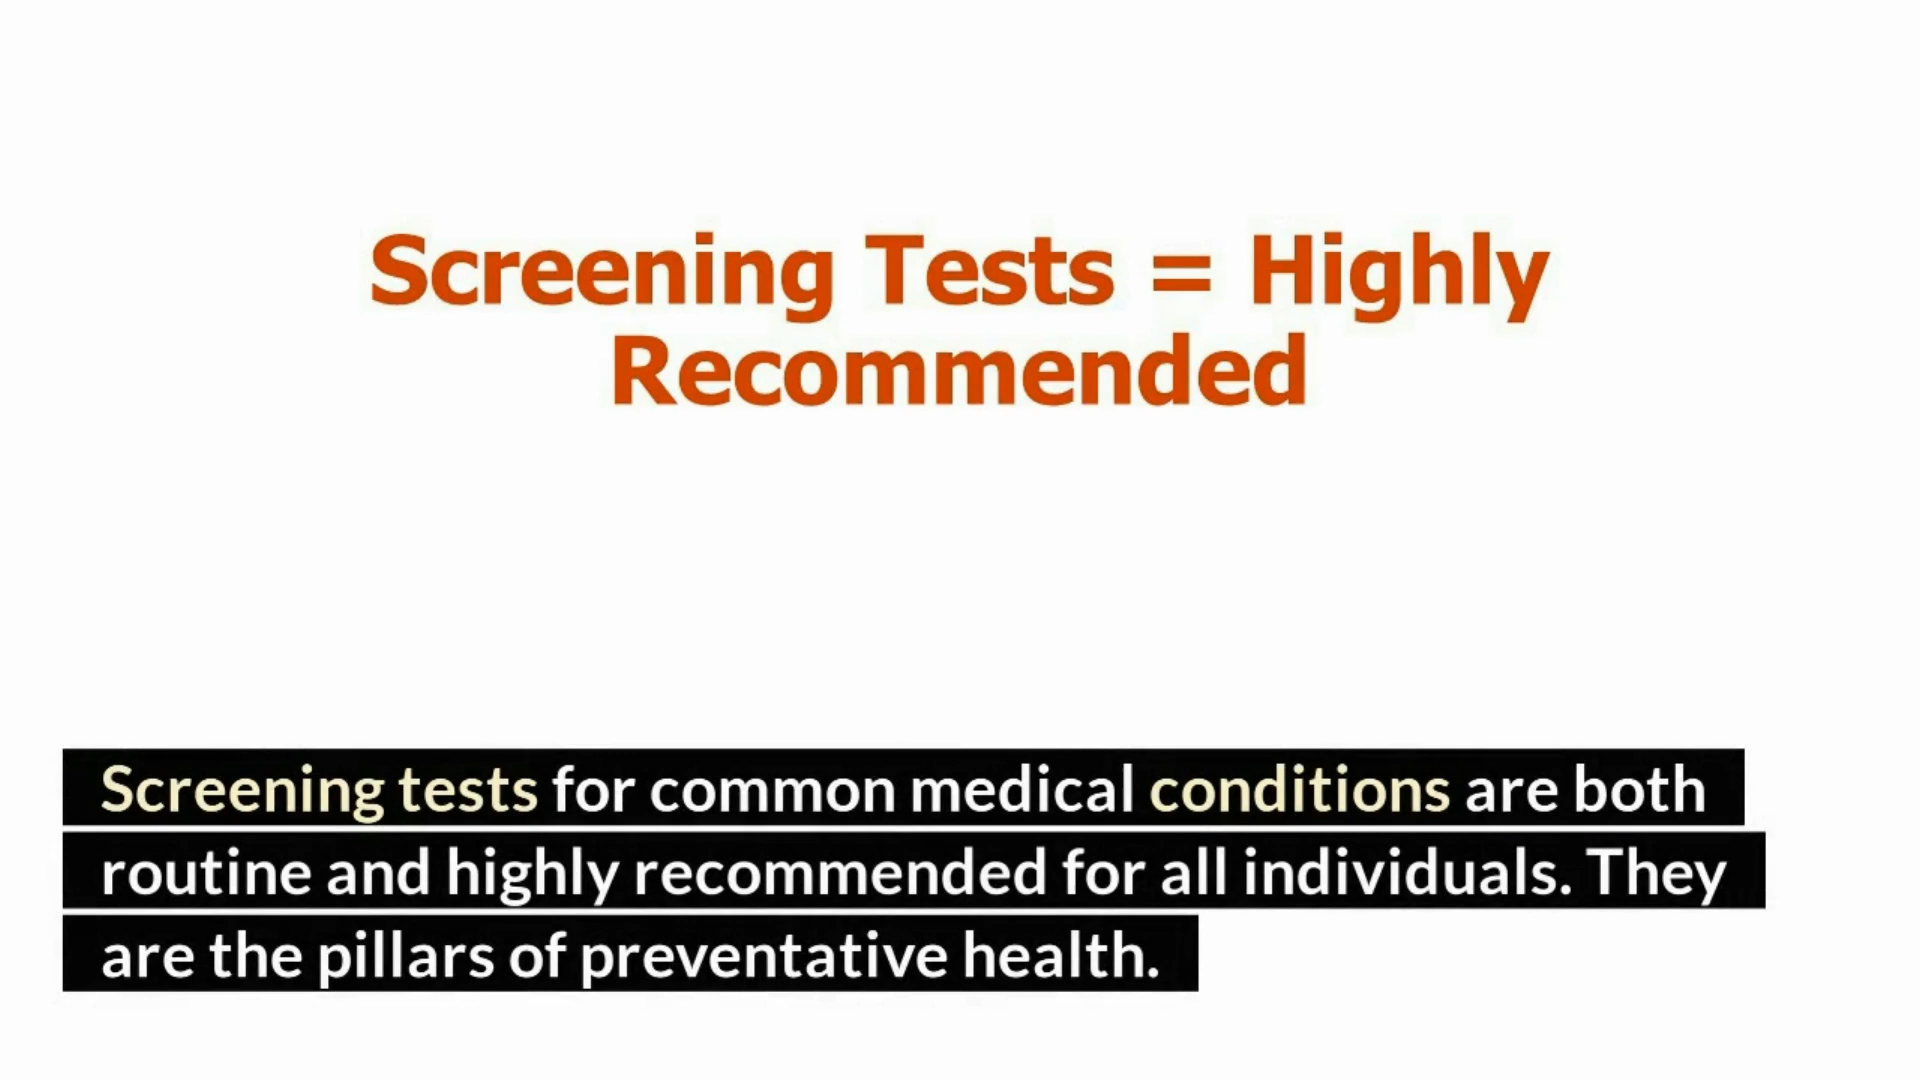 Screening Tests = Highly
Recommended
Screening tests for common medical conditions are both
routine and highly recommended for all individuals. They
are the pillars of preventative health.